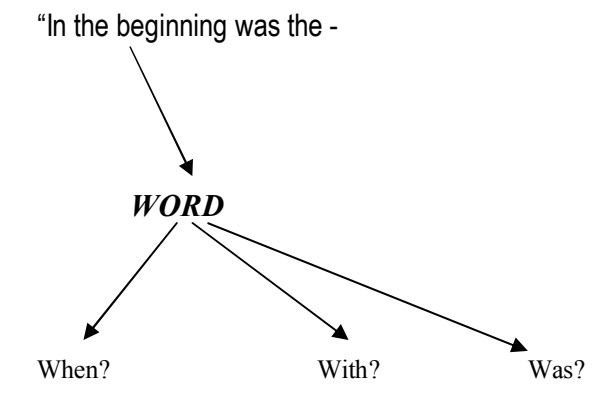 “In the beginning was the -
WORD
When? With? Was?